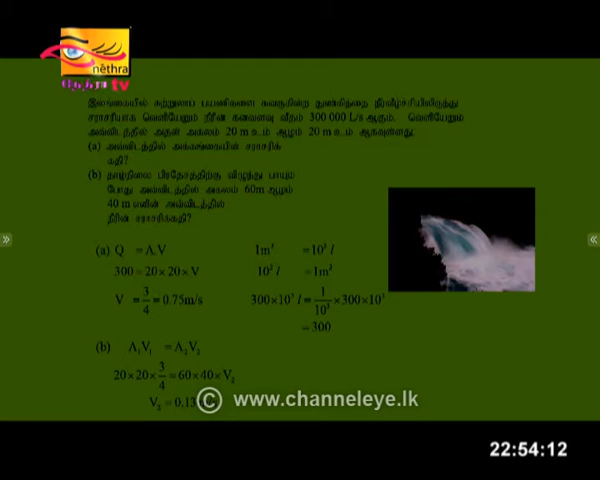 nēthra
நேத்ரா tv
இலங்கையில் சுற்றுலாப் பயணிகளை கவருகின்ற துன்கிந்தை நீர்வீழ்ச்சியிலிருந்து
சராசரியாக வெளியேறும் நீரின் கனவளவு வீதம் 300 000 L/s ஆகும். வெளியேறும்
அவ்விடத்தில் அதன் அகலம் 20 m உம் ஆழம் 20 m உம் ஆகவுள்ளது.
(a) அவ்விடத்தில் அக்கங்கையின் சராசரிக்
கதி?
(b) தாழ்நிலை பிரதேசத்திற்கு விழுந்து பாயும்
போது அவ்விடத்தில் அகலம் 60m ஆழம்
40 m எனின் அவ்விடத்தில்
நீரின் சராசரிக்கதி?
(a) Q = A.V 1m³ = 10³ l
300 = 20 × 20 × V 10³ l = 1m³
V = 3/4 = 0.75m/s 300×10³ l = 1/10³ × 300×10³
= 300
(b) A₁V₁ = A₂V₂
20 × 20 × 3/4 = 60 × 40 × V₂
V₂ = 0.13
© www.channeleye.lk
22:54:12